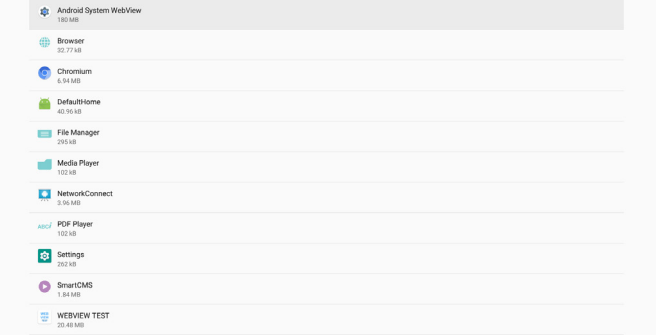 Android System WebView
180 MB
Browser
32.77 kB
Chromium
6.94 MB
DefaultHome
40.96 kB
File Manager
295 kB
Media Player
102 kB
NetworkConnect
3.96 MB
PDF Player
102 kB
Settings
262 kB
SmartCMS
1.84 MB
WEBVIEW TEST
20.48 MB